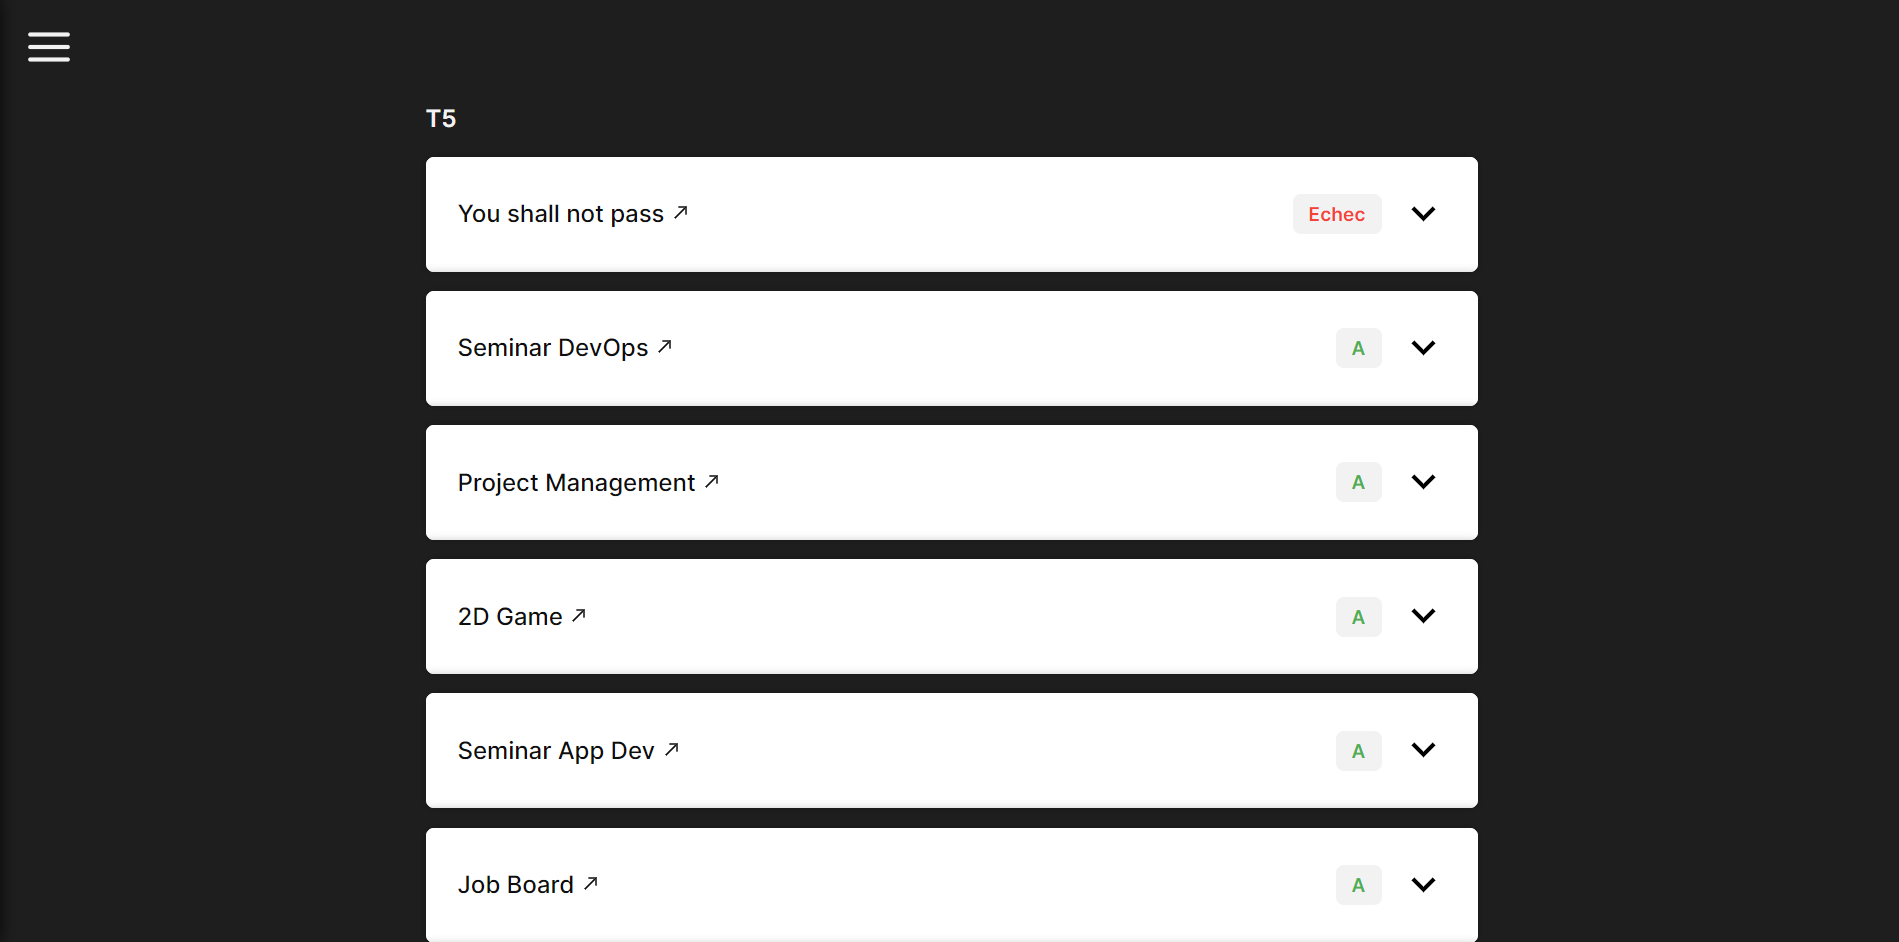 T5
You shall not pass
Echec
Seminar DevOps
A
Project Management
A
2D Game
A
Seminar App Dev
A
Job Board
A